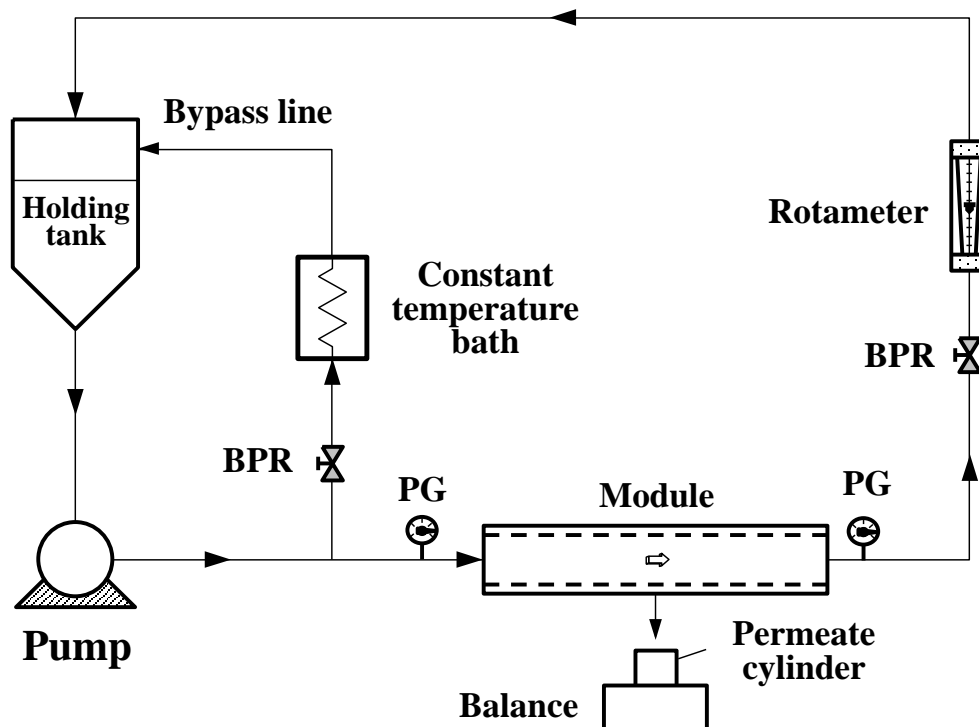 Bypass line
Holding
tank
Rotameter
Constant
temperature
bath
BPR
BPR
PG
Module
PG
Pump
Permeate
cylinder
Balance